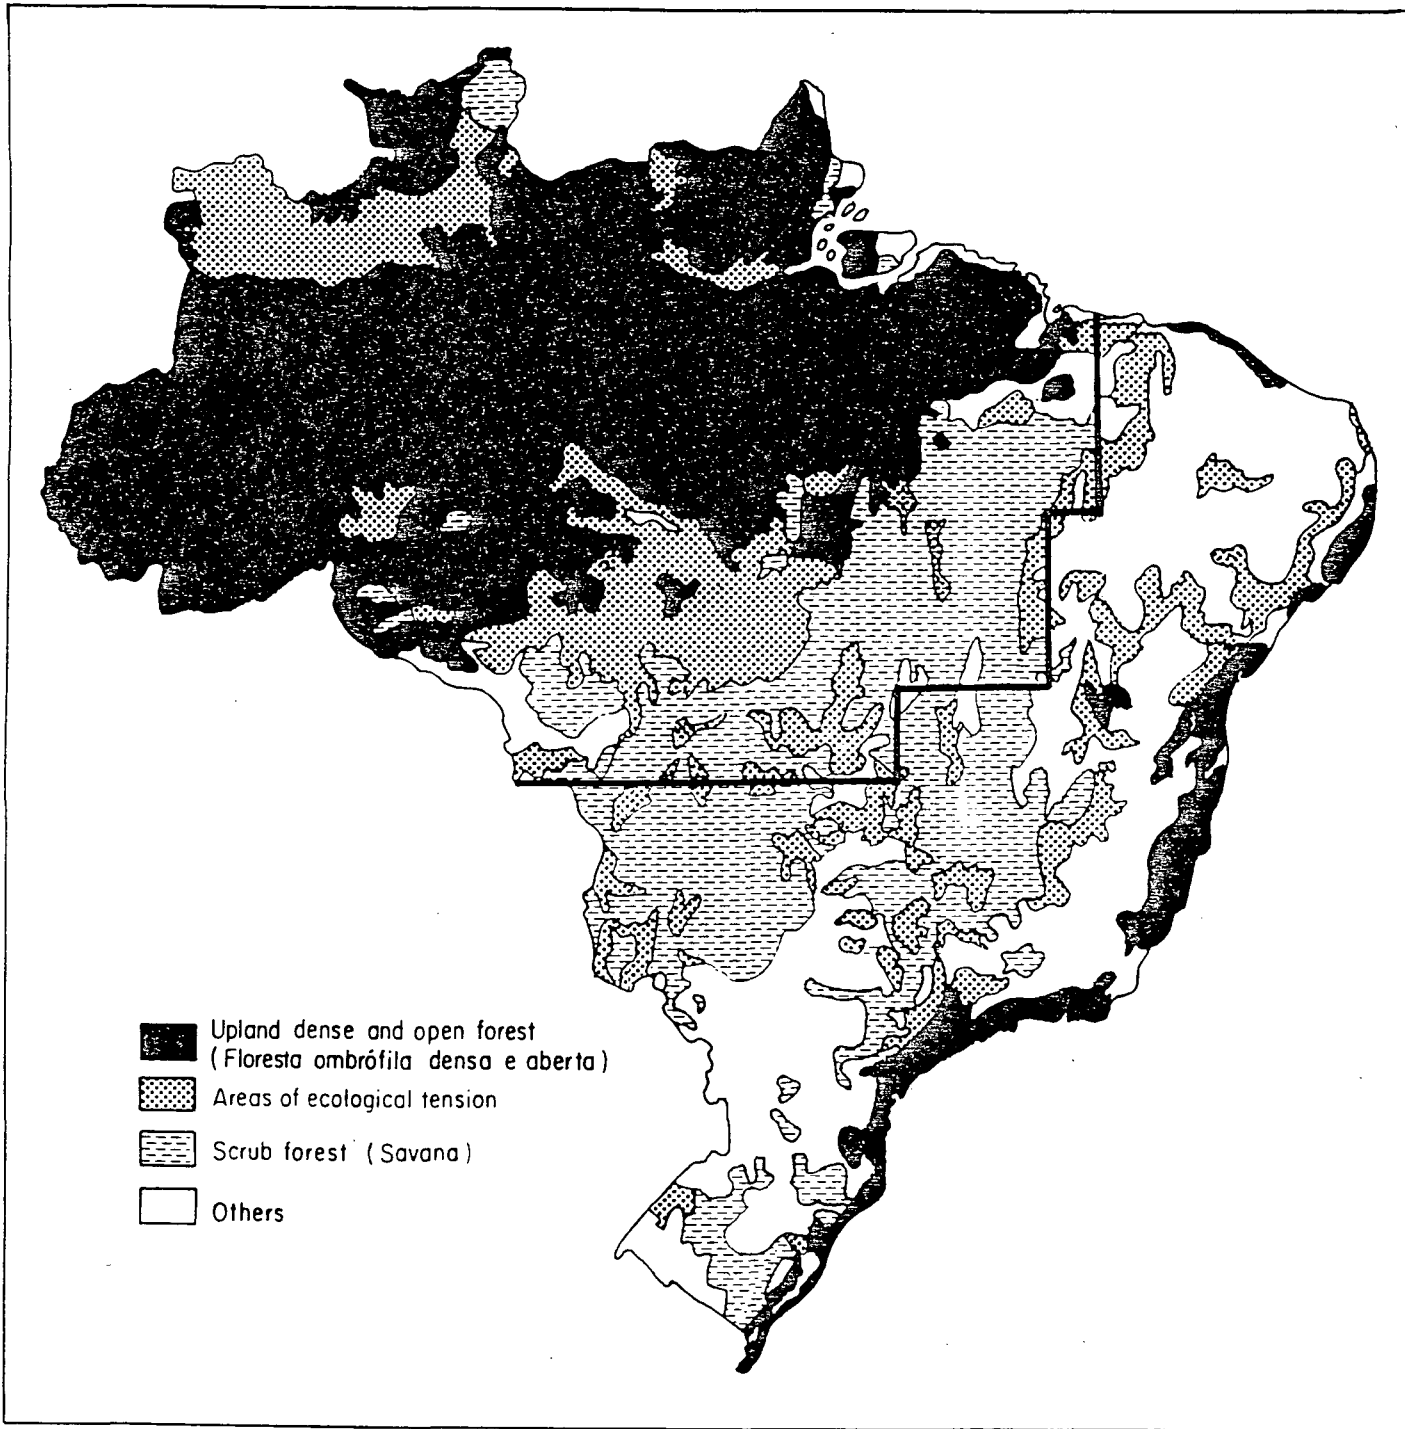 Upland dense and open forest
(Floresta ombrófila densa e aberta)
Areas of ecological tension
Scrub forest (Savana)
Others